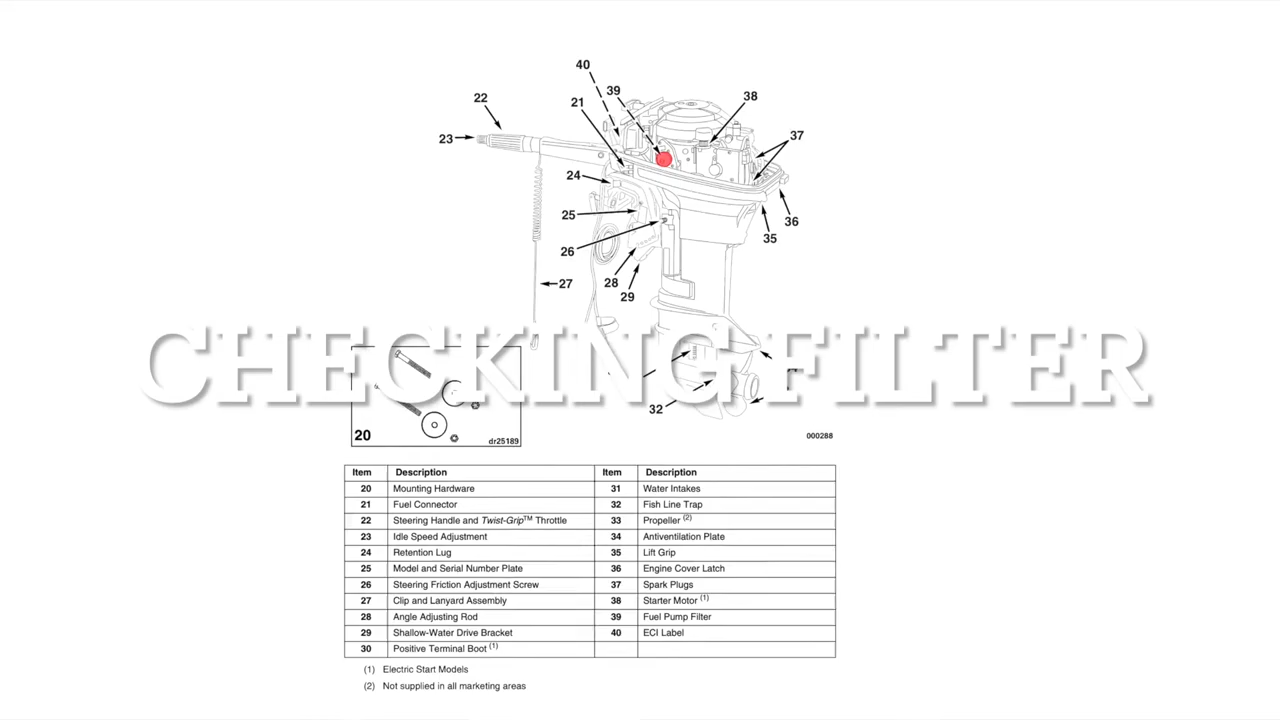 40
39
21
22
38
23
37
24
25
36
35
26
28
27
29
CHECKING FILTER
32
20
dr25189
000288
Item Description Item Description
20 Mounting Hardware 31 Water Intakes
21 Fuel Connector 32 Fish Line Trap
22 Steering Handle and Twist-Grip™ Throttle 33 Propeller (2)
23 Idle Speed Adjustment 34 Antiventilation Plate
24 Retention Lug 35 Lift Grip
25 Model and Serial Number Plate 36 Engine Cover Latch
26 Steering Friction Adjustment Screw 37 Spark Plugs
27 Clip and Lanyard Assembly 38 Starter Motor (1)
28 Angle Adjusting Rod 39 Fuel Pump Filter
29 Shallow-Water Drive Bracket 40 ECI Label
30 Positive Terminal Boot (1)
(1) Electric Start Models
(2) Not supplied in all marketing areas